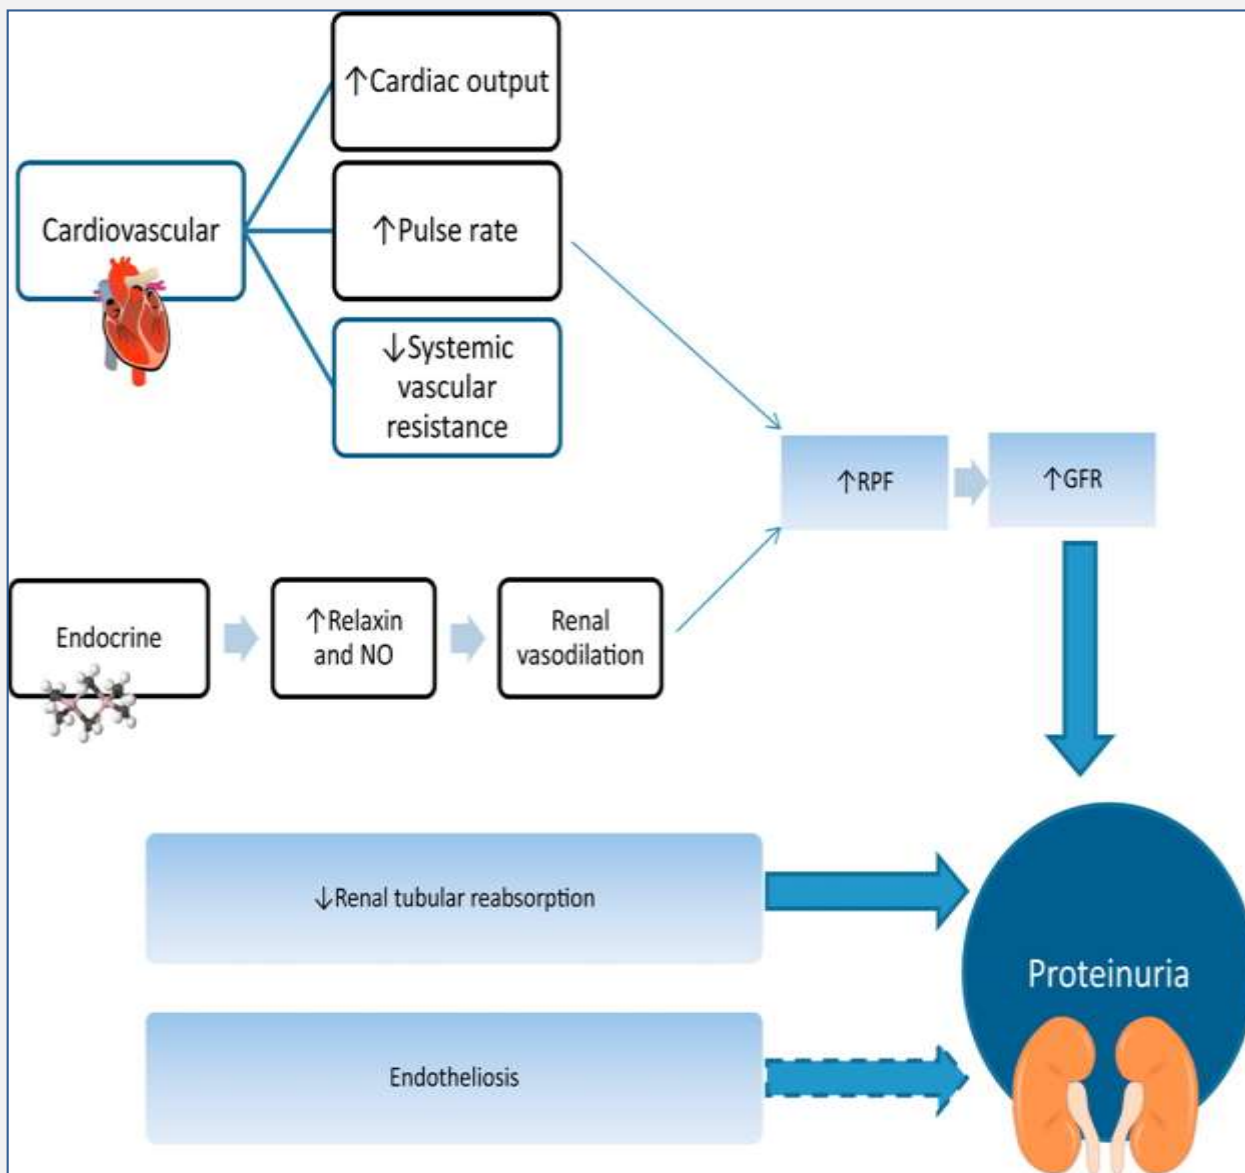 ↑Cardiac output
Cardiovascular
↑Pulse rate
↓Systemic
vascular
resistance
↑RPF
↑GFR
Endocrine
↑Relaxin
and NO
Renal
vasodilation
↓Renal tubular reabsorption
Proteinuria
Endotheliosis